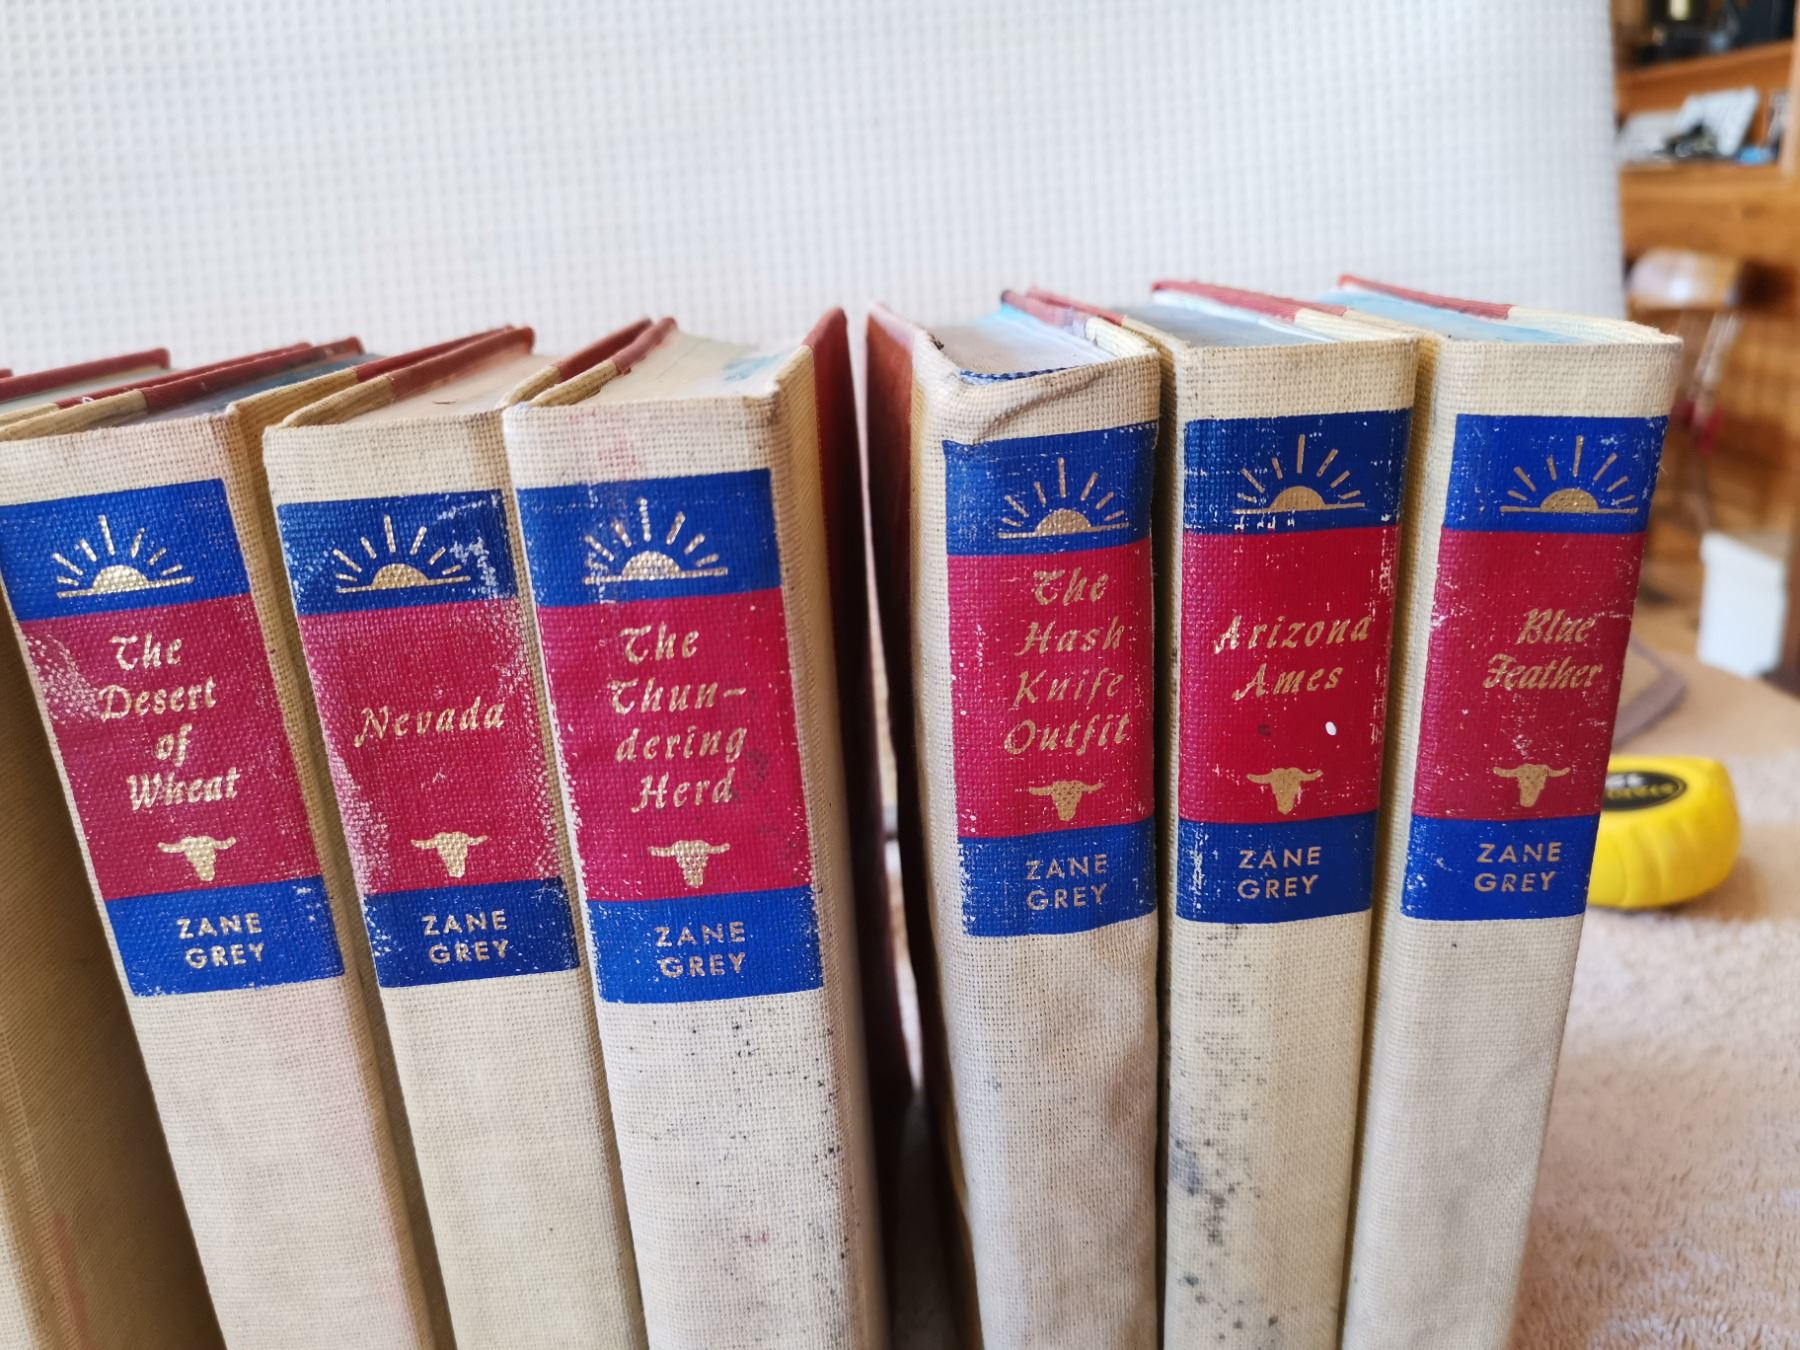 The
Desert
of
Wheat
ZANE
GREY
Nevada
ZANE
GREY
The
Thun-
dering
Herd
ZANE
GREY
The
Hash
Knife
Outfit
ZANE
GREY
Arizona
Ames
ZANE
GREY
Blue
Feather
ZANE
GREY